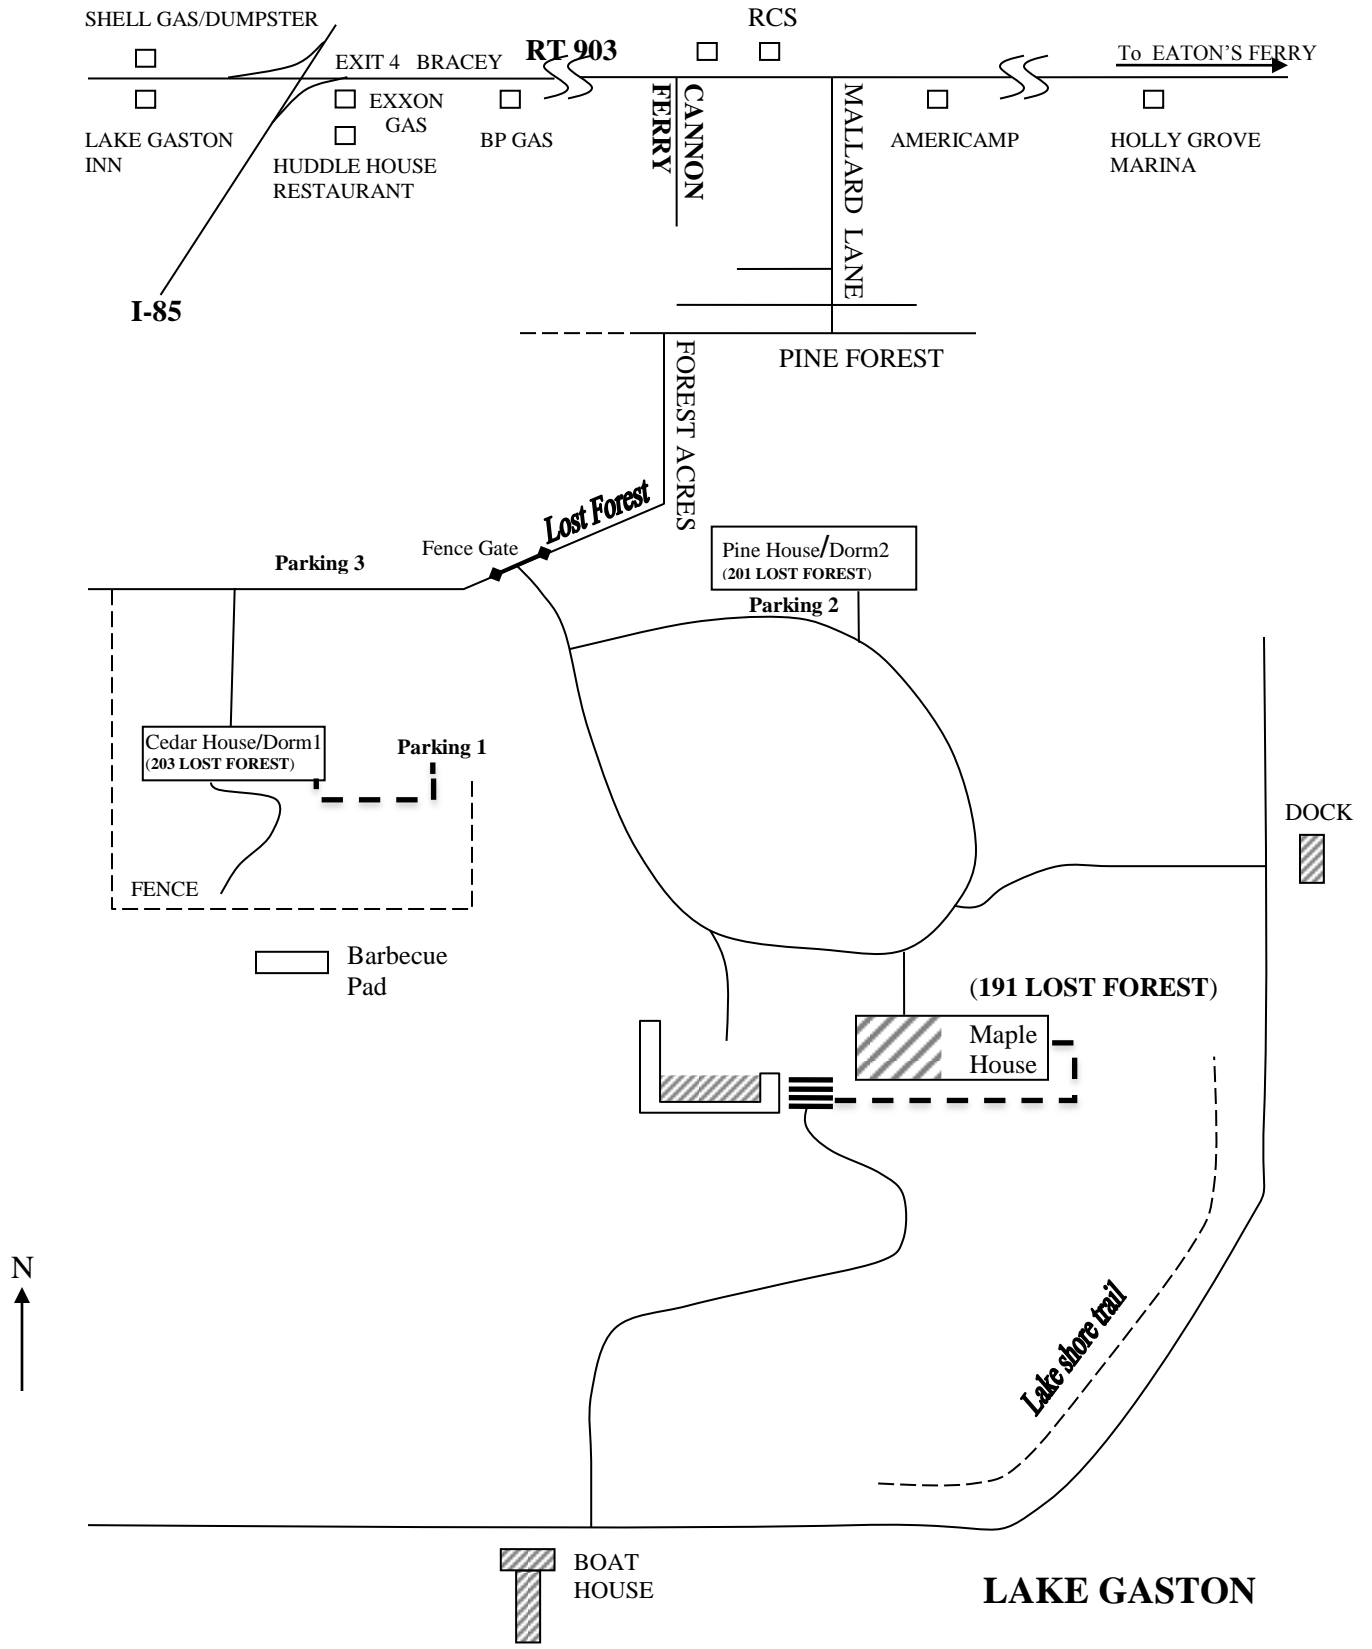 SHELL GAS/DUMPSTER
RCS
EXIT 4 BRACEY
RT 903
To EATON'S FERRY
LAKE GASTON
INN
EXXON
GAS
HUDDLE HOUSE
RESTAURANT
BP GAS
CANNON
FERRY
MALLARD LANE
AMERICAMP
HOLLY GROVE
MARINA
I-85
PINE FOREST
FOREST ACRES
Lost Forest
Fence Gate
Parking 3
Pine House/Dorm2
(201 LOST FOREST)
Parking 2
Cedar House/Dorm1
(203 LOST FOREST)
Parking 1
DOCK
FENCE
Barbecue
Pad
(191 LOST FOREST)
Maple
House
N
Lake shore trail
BOAT
HOUSE
LAKE GASTON